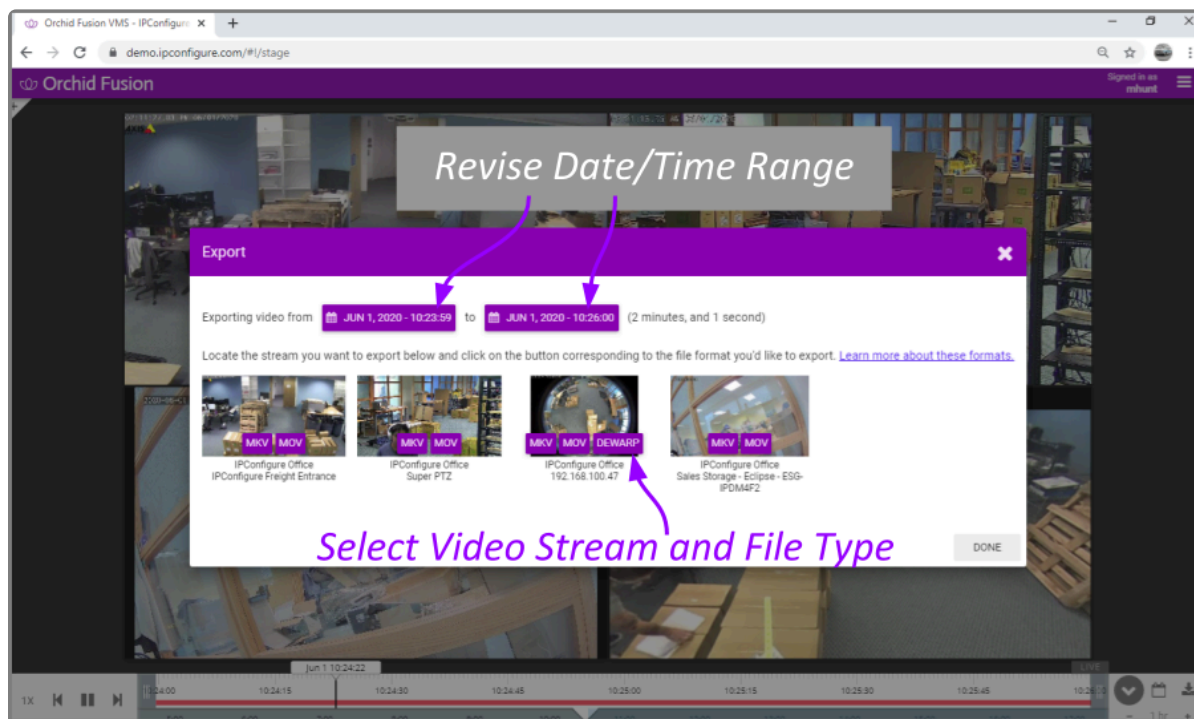 Orchid Fusion VMS - IPConfigure
demo.ipconfigure.com/#!/stage
Orchid Fusion
Signed in as
mhunt
Revise Date/Time Range
Export
Exporting video from JUN 1, 2020 - 10:23:59 to JUN 1, 2020 - 10:26:00 (2 minutes, and 1 second)
Locate the stream you want to export below and click on the button corresponding to the file format you'd like to export. Learn more about these formats.
MKV MOV
IPConfigure Office
IPConfigure Freight Entrance
MKV MOV
IPConfigure Office
Super PTZ
MKV MOV DEWARP
IPConfigure Office
192.168.100.47
MKV MOV
IPConfigure Office
Sales Storage - Eclipse - ESG-
IPDM4F2
Select Video Stream and File Type
DONE
Jun 1 10:24:22
LIVE
1X
10:24:00 10:24:15 10:24:30 10:24:45 10:25:00 10:25:15 10:25:30 10:25:45
1 hr